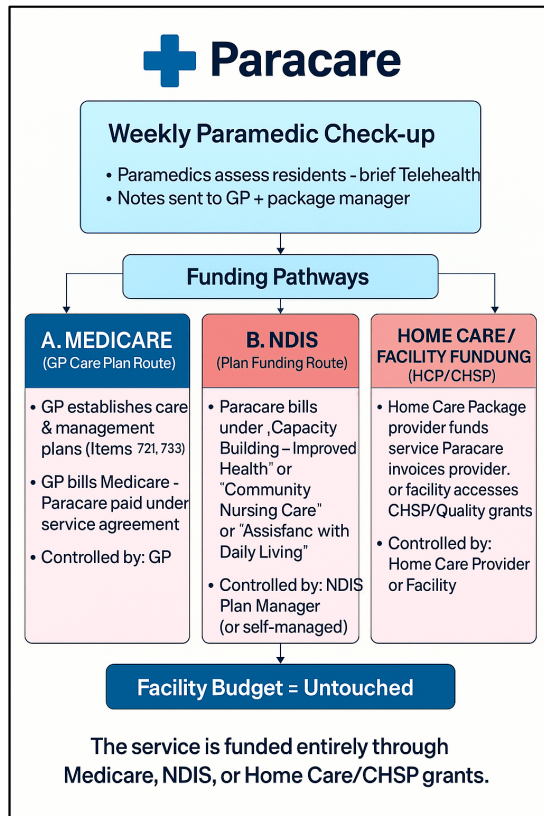 Paracare
Weekly Paramedic Check-up
• Paramedics assess residents - brief Telehealth
• Notes sent to GP + package manager
Funding Pathways
A. MEDICARE
(GP Care Plan Route)
• GP establishes care
& management
plans (Items 721, 733)
• GP bills Medicare -
Paracare paid under
service agreement
• Controlled by: GP
B. NDIS
(Plan Funding Route)
• Paracare bills
under ‚Capacity
Building – Improved
Health” or
“Community
Nursing Care”
or “Assisfanc with
Daily Living”
• Controlled by: NDIS
Plan Manager
(or self-managed)
HOME CARE /
FACILITY FUNDUNG
(HCP/CHSP)
• Home Care Package
provider funds
service Paracare
invoices provider.
or facility accesses
CHSP/Quality grants
• Controlled by:
Home Care Provider
or Facility
Facility Budget = Untouched
The service is funded entirely through
Medicare, NDIS, or Home Care/CHSP grants.